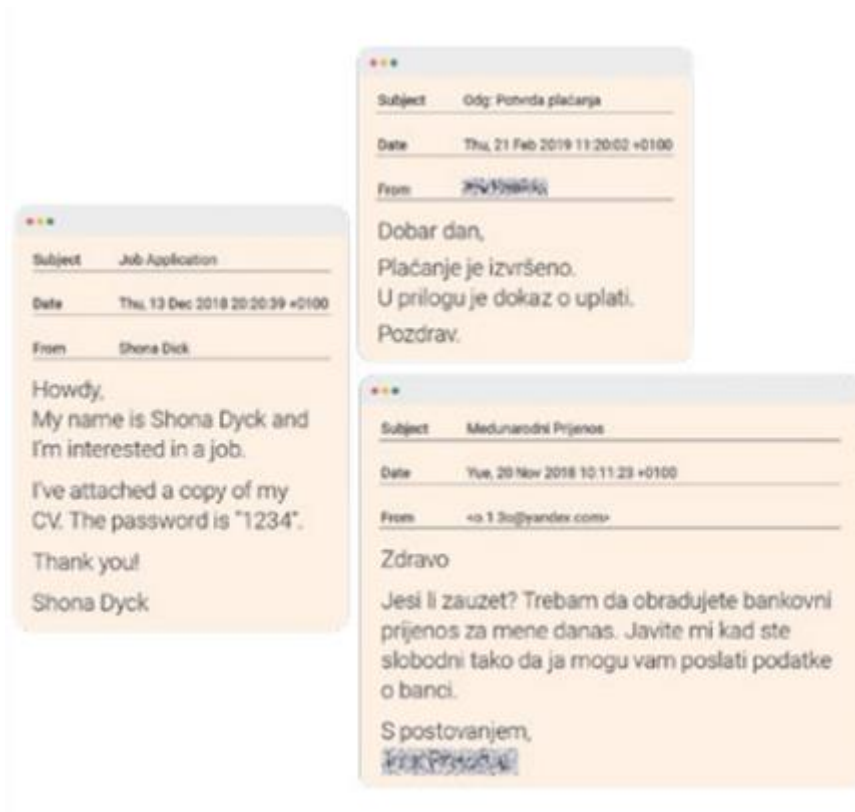 Subject Odg: Potvrda plaćanja
Date Thu, 21 Feb 2019 11:20:02 +0100
From
Dobar dan,
Plaćanje je izvršeno.
U prilogu je dokaz o uplati.
Pozdrav.
Subject Job Application
Date Thu, 13 Dec 2018 20:20:39 +0100
From Shona Dick
Howdy,
My name is Shona Dyck and
I'm interested in a job.
I've attached a copy of my
CV. The password is "1234".
Thank you!
Shona Dyck
Subject Medunarodni Prijenos
Date Yue, 20 Nov 2018 10:11:23 +0100
From <o.1.3o@yandex.com>
Zdravo
Jesi li zauzet? Trebam da obradujete bankovni
prijenos za mene danas. Javite mi kad ste
slobodni tako da ja mogu vam poslati podatke
o banci.
S postovanjem,